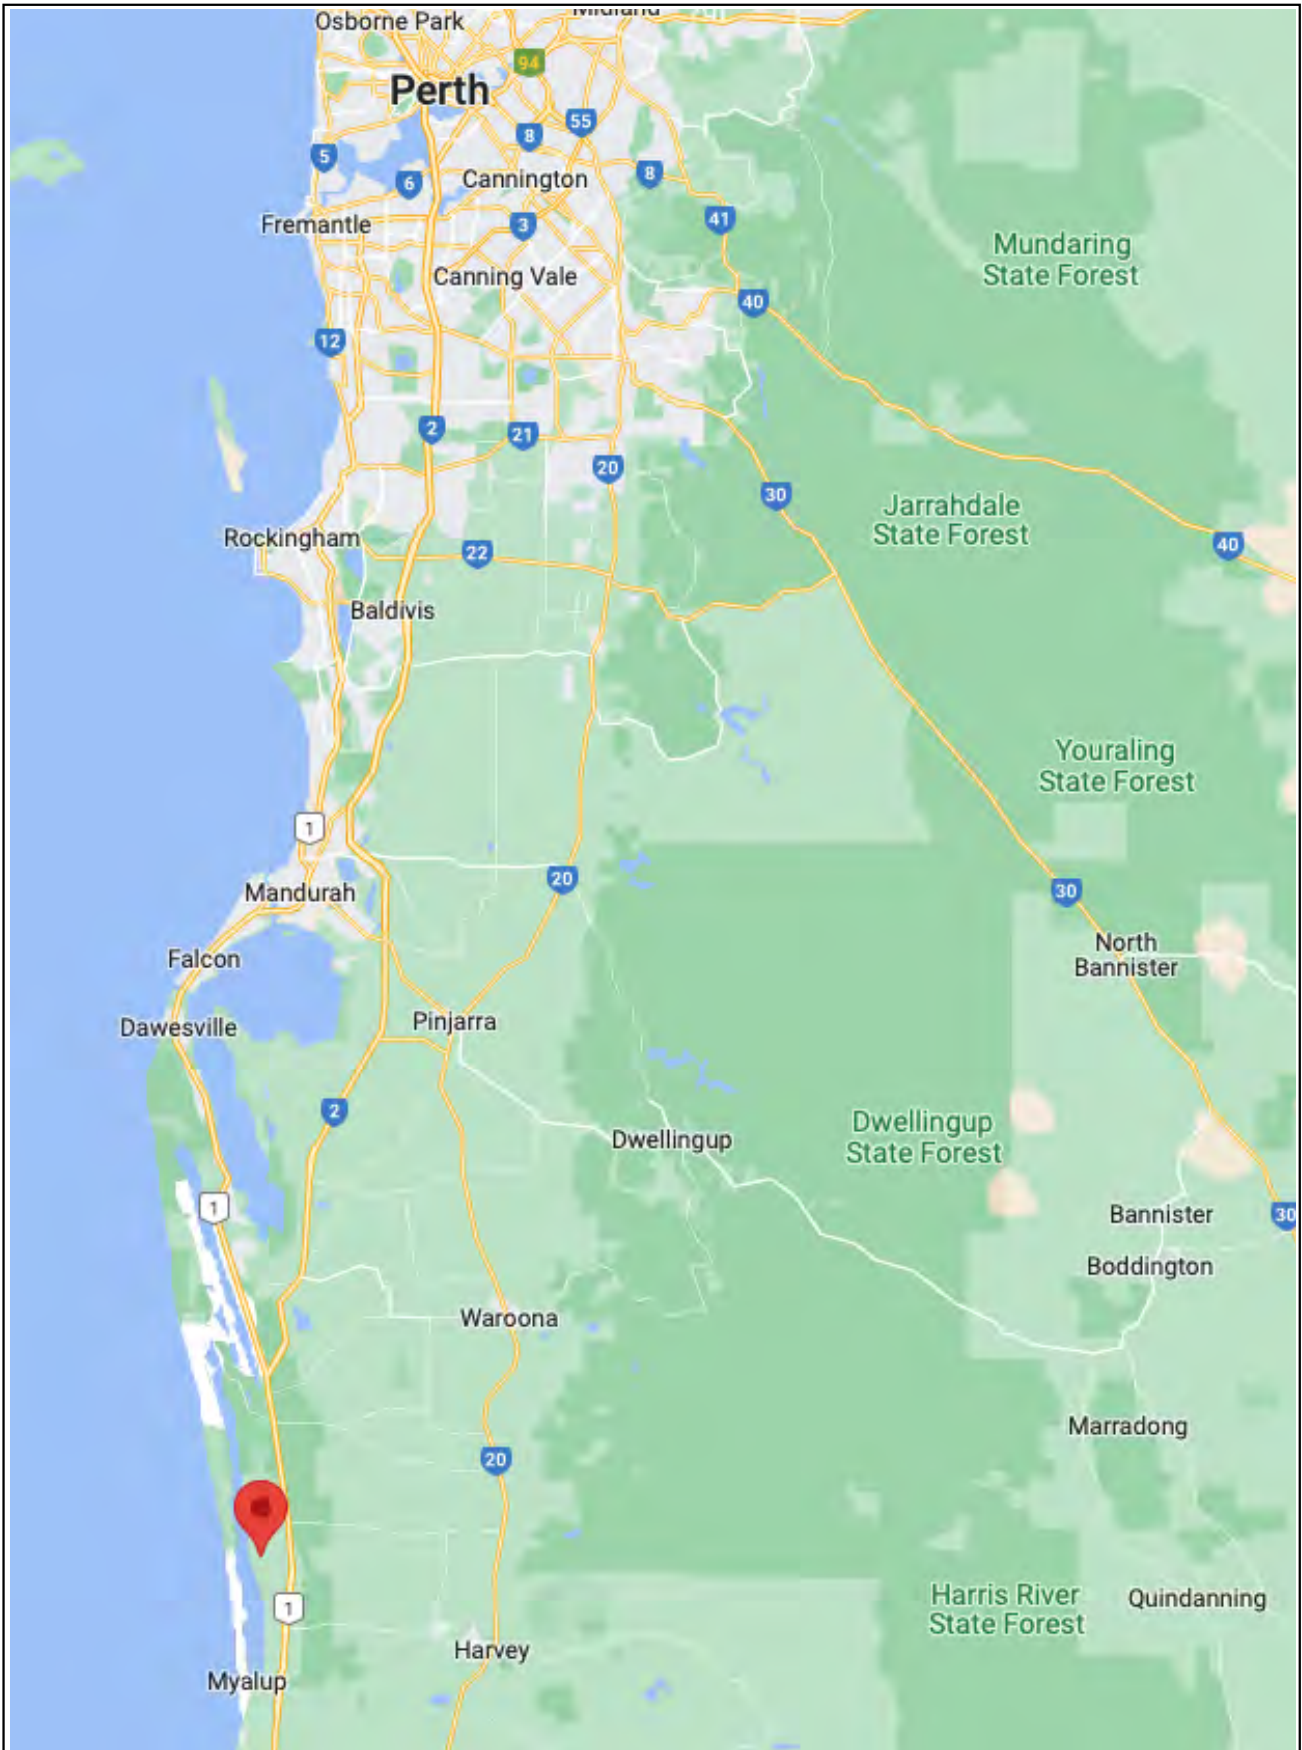 Osborne Park
Midland
94
Perth
55
8
5
8
6
Cannington
41
Fremantle
3
Mundaring
State Forest
Canning Vale
40
12
2
21
20
30
Jarrahdale
State Forest
Rockingham
40
22
Baldivis
Youraling
State Forest
1
20
Mandurah
30
North
Bannister
Falcon
Pinjarra
Dawesville
2
Dwellingup
State Forest
Dwellingup
1
Bannister
30
Boddington
Waroona
Marradong
20
Harris River
State Forest
Quindanning
1
Harvey
Myalup